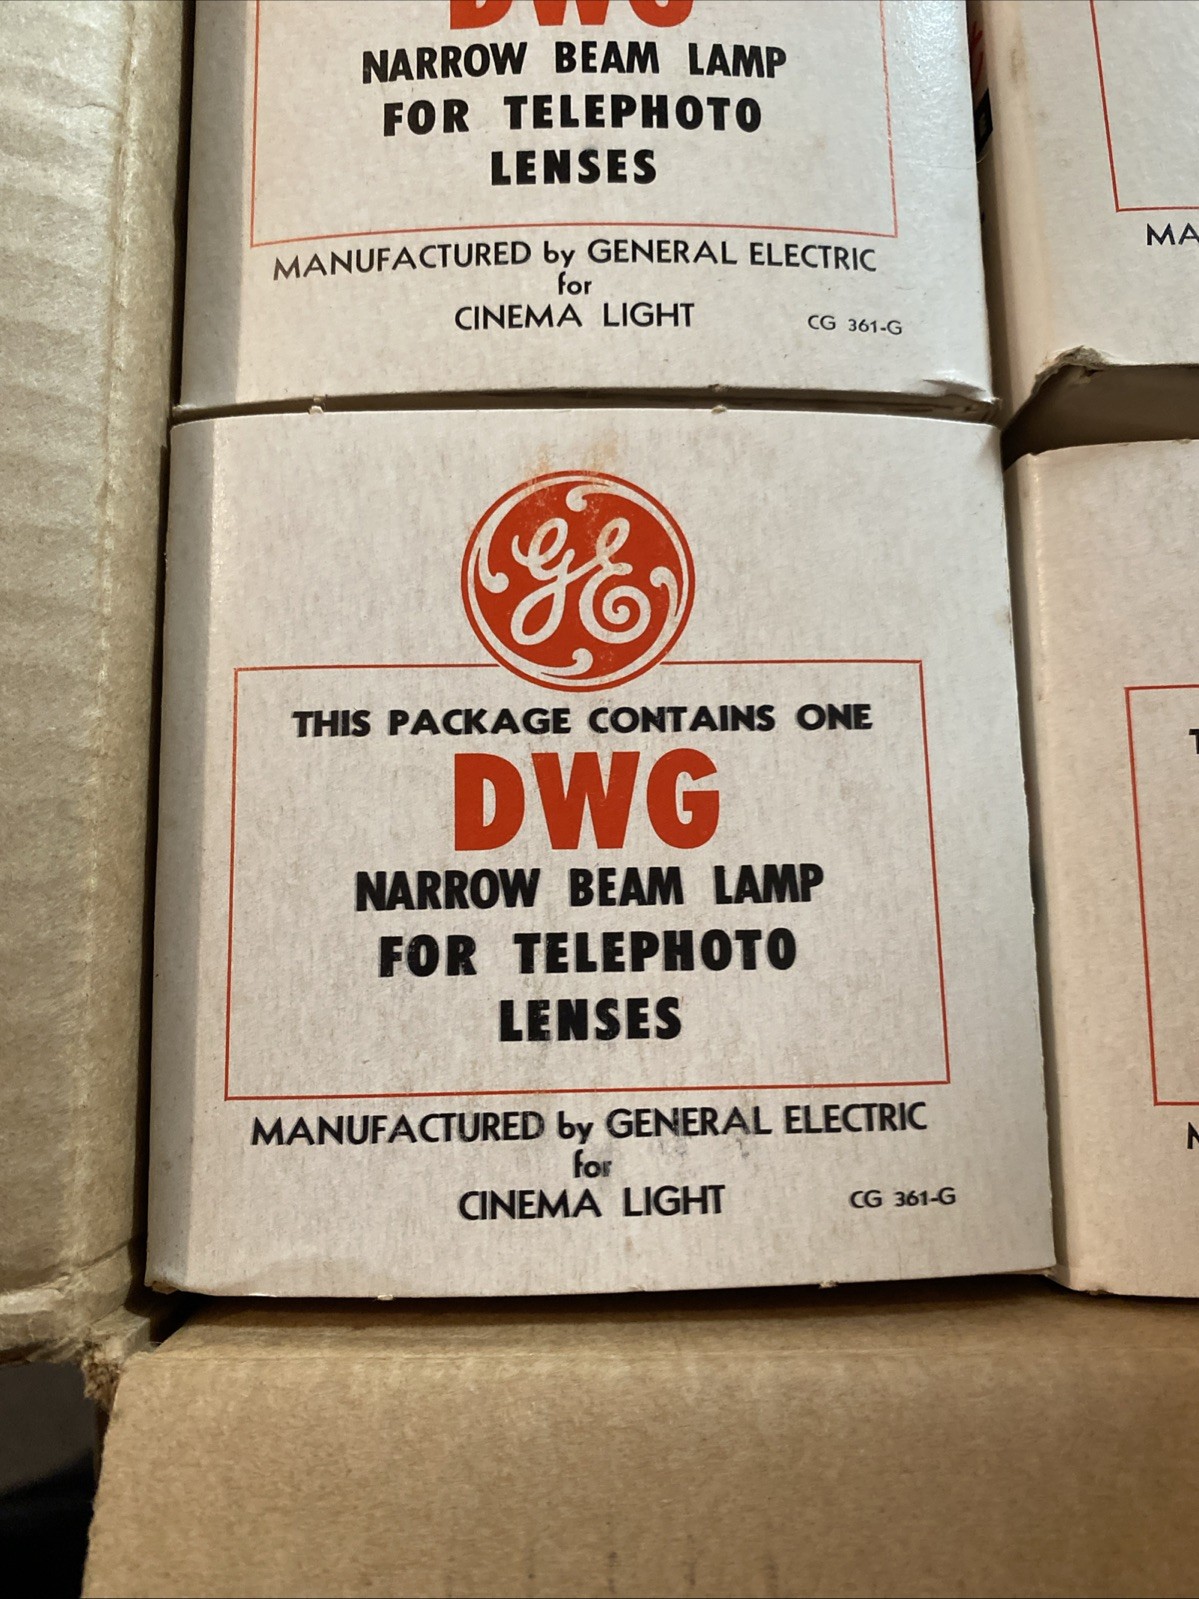 DWG
NARROW BEAM LAMP
FOR TELEPHOTO
LENSES
MANUFACTURED by GENERAL ELECTRIC
for
CINEMA LIGHT
CG 361-G
GE
THIS PACKAGE CONTAINS ONE
DWG
NARROW BEAM LAMP
FOR TELEPHOTO
LENSES
MANUFACTURED by GENERAL ELECTRIC
for
CINEMA LIGHT
CG 361-G